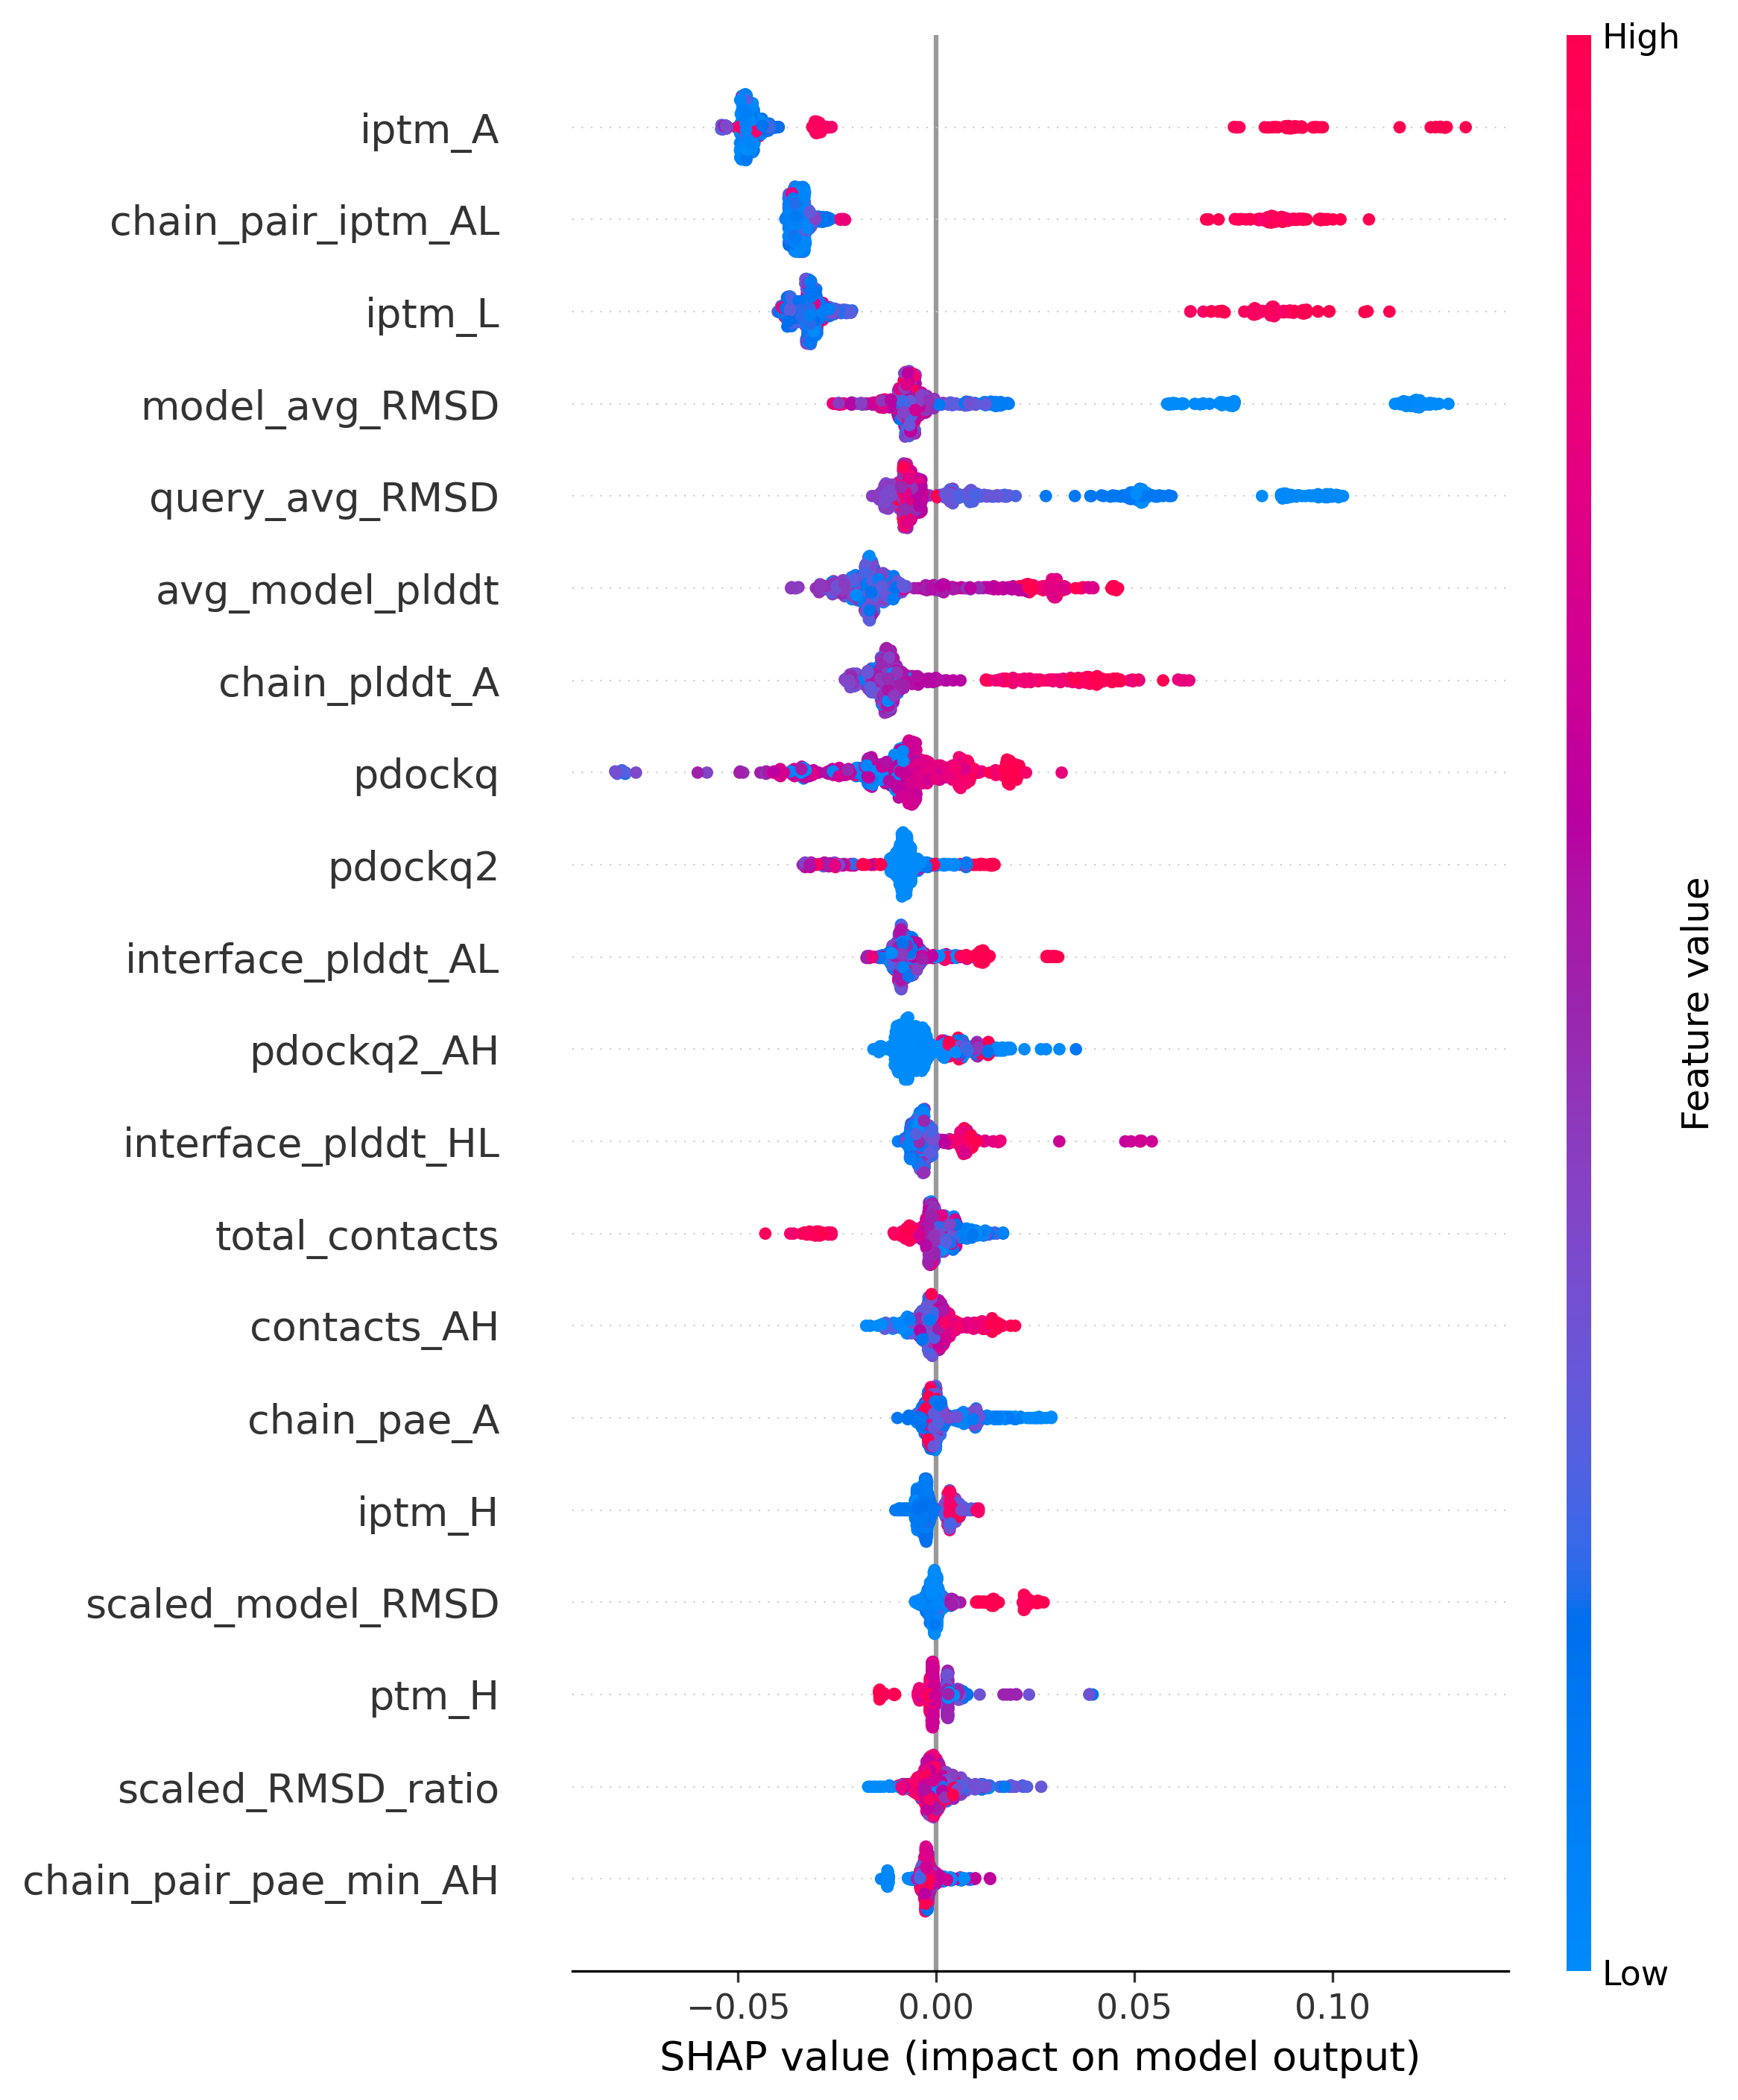 High
iptm_A
chain_pair_iptm_AL
iptm_L
model_avg_RMSD
query_avg_RMSD
avg_model_plddt
chain_plddt_A
pdockq
pdockq2
interface_plddt_AL
pdockq2_AH
interface_plddt_HL
total_contacts
contacts_AH
chain_pae_A
iptm_H
scaled_model_RMSD
ptm_H
scaled_RMSD_ratio
chain_pair_pae_min_AH
Feature value
Low
−0.05 0.00 0.05 0.10
SHAP value (impact on model output)